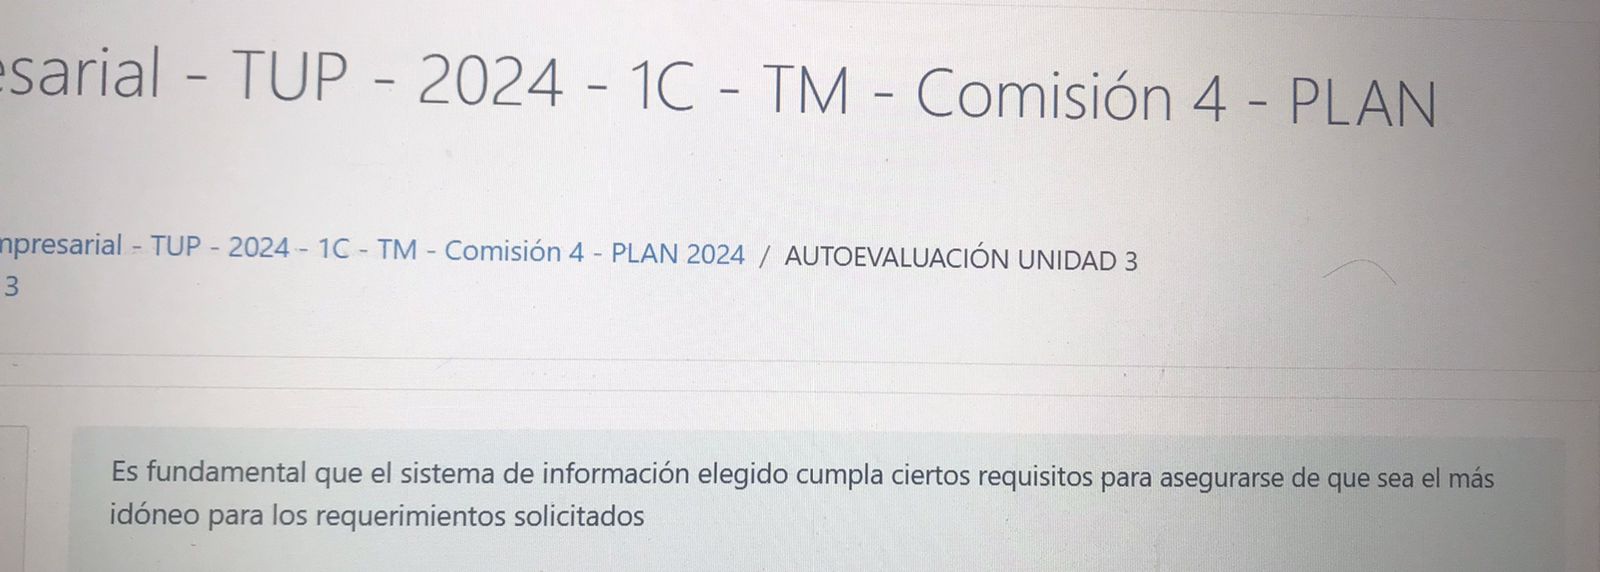 esarial - TUP - 2024 - 1C - TM - Comisión 4 - PLAN
mpresarial - TUP - 2024 - 1C - TM - Comisión 4 - PLAN 2024 / AUTOEVALUACIÓN UNIDAD 3
3
Es fundamental que el sistema de información elegido cumpla ciertos requisitos para asegurarse de que sea el más
idóneo para los requerimientos solicitados